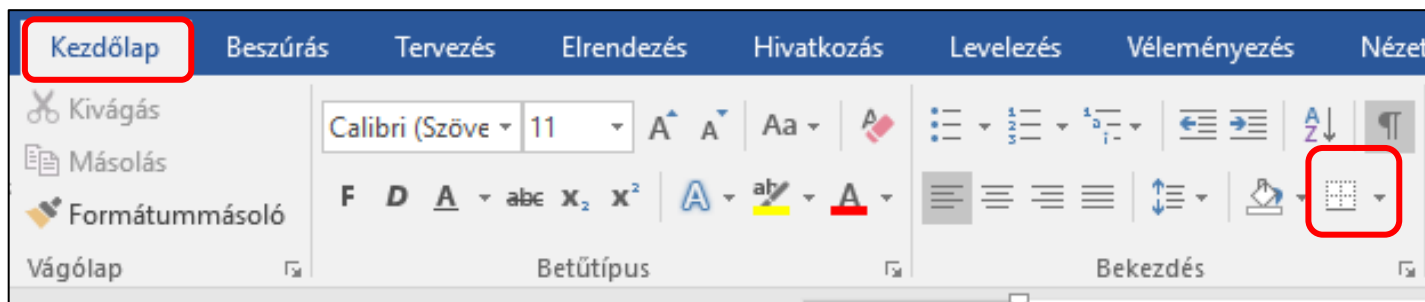 Kezdőlap Beszúrás Tervezés Elrendezés Hivatkozás Levelezés Véleményezés Nézet
Kivágás
Calibri (Szöve 11 A A Aa
Másolás
F D A abc X₂ X² A aby A
Formátummásoló
Vágólap Betűtípus Bekezdés